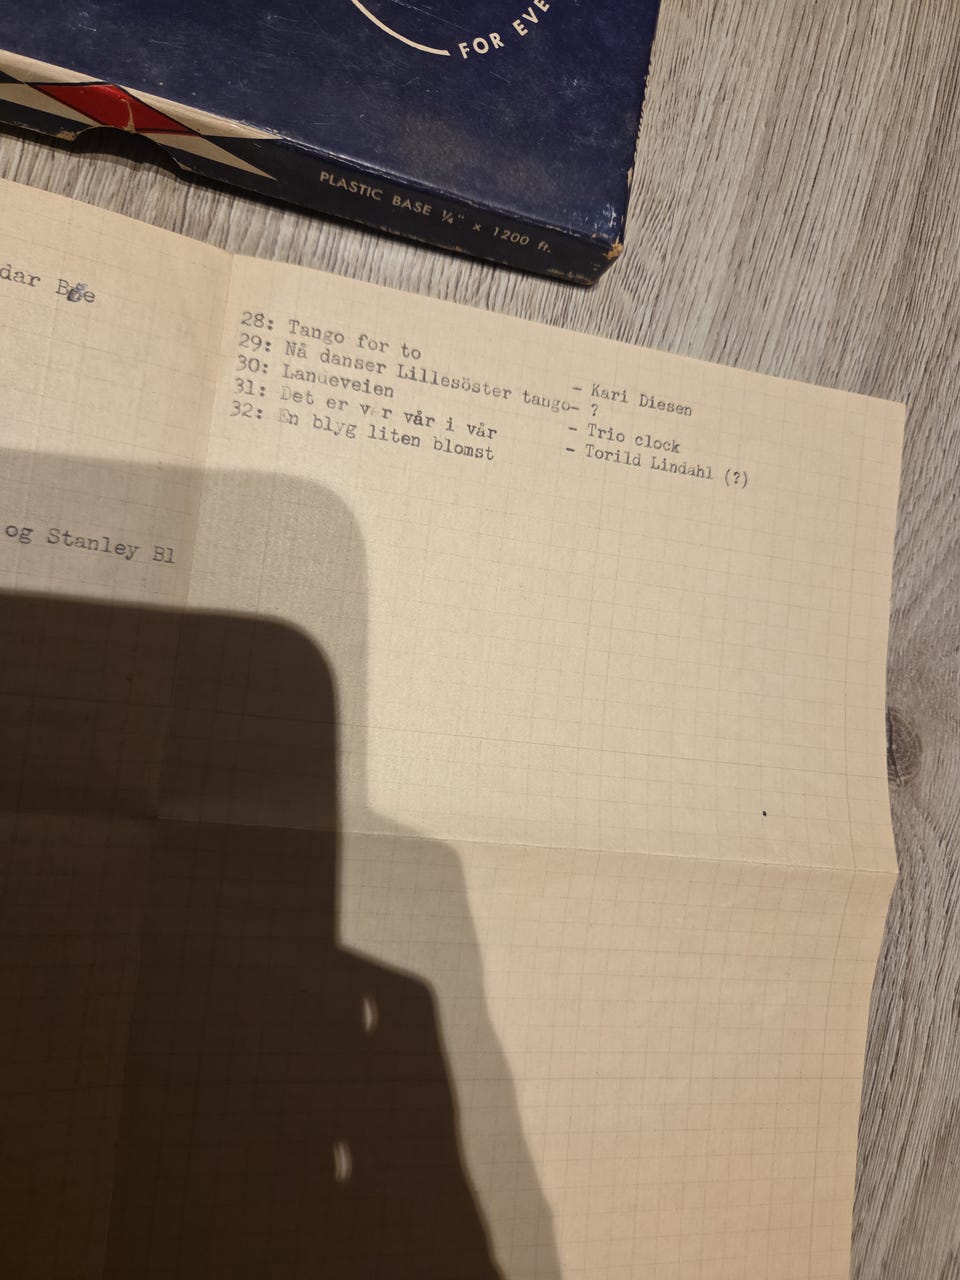 FOR EVE
PLASTIC BASE ¼" x 1200 ft.
dar Bøe
28: Tango for to - Kari Diesen
29: Nå danser Lillesöster tango- ?
30: Landeveien - Trio clock
31: Det er vår vår i vår - Torild Lindahl (?)
32: En blyg liten blomst
og Stanley Bl